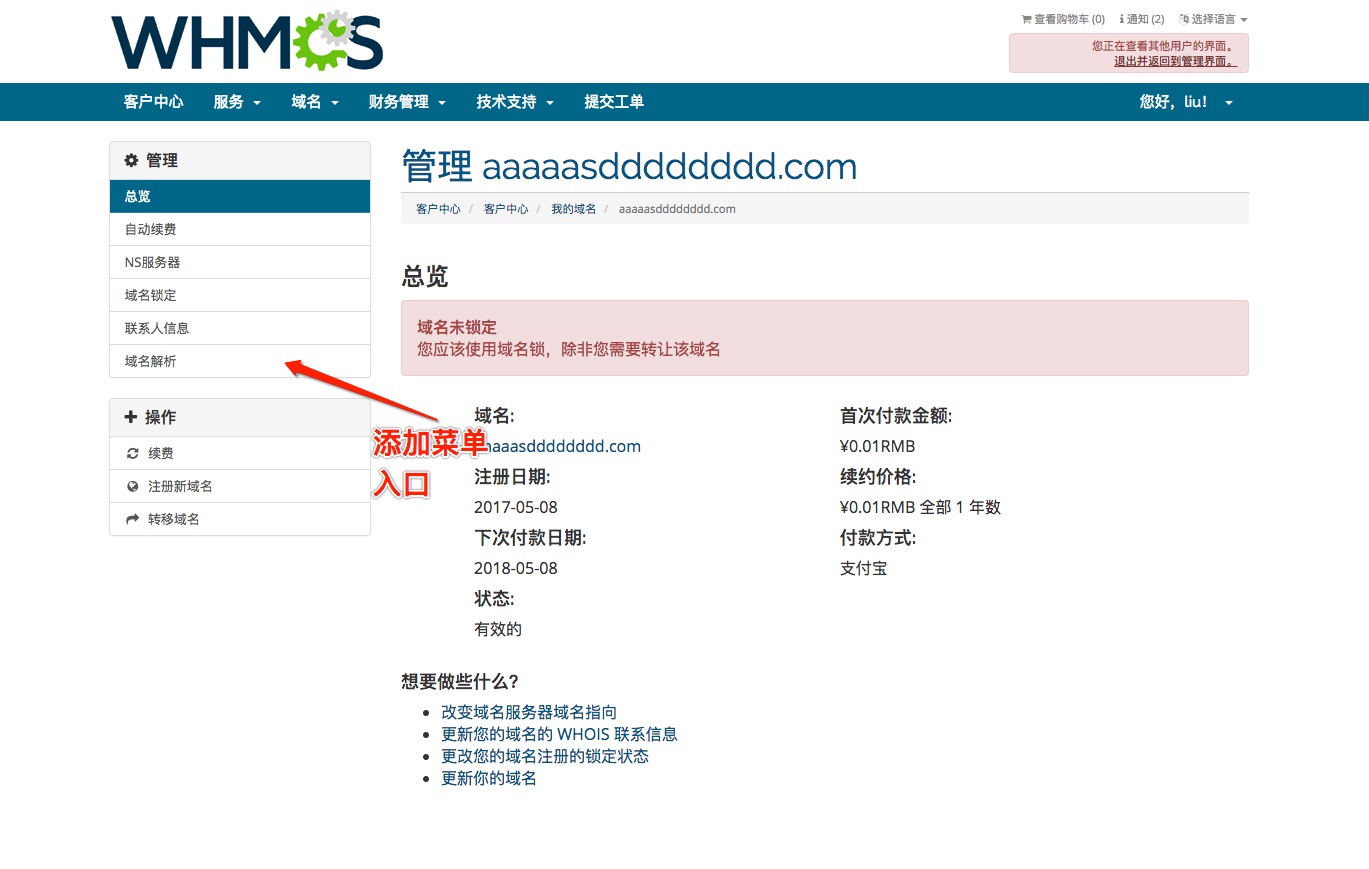 WHMCS
查看购物车 (0) 通知 (2) 选择语言
您正在查看其他用户的界面。
退出并返回到管理界面。
客户中心 服务 域名 财务管理 技术支持 提交工单 您好，liu！
管理
总览
自动续费
NS服务器
域名锁定
联系人信息
域名解析
操作
续费
注册新域名
转移域名
添加菜单
入口
管理 aaaaasdddddddd.com
客户中心 / 客户中心 / 我的域名 / aaaaasdddddddd.com
总览
域名未锁定
您应该使用域名锁，除非您需要转让该域名
域名:
aaaasdddddddd.com
注册日期:
2017-05-08
下次付款日期:
2018-05-08
状态:
有效的
首次付款金额:
¥0.01RMB
续约价格:
¥0.01RMB 全部 1 年数
付款方式:
支付宝
想要做些什么?
改变域名服务器域名指向
更新您的域名的 WHOIS 联系信息
更改您的域名注册的锁定状态
更新你的域名